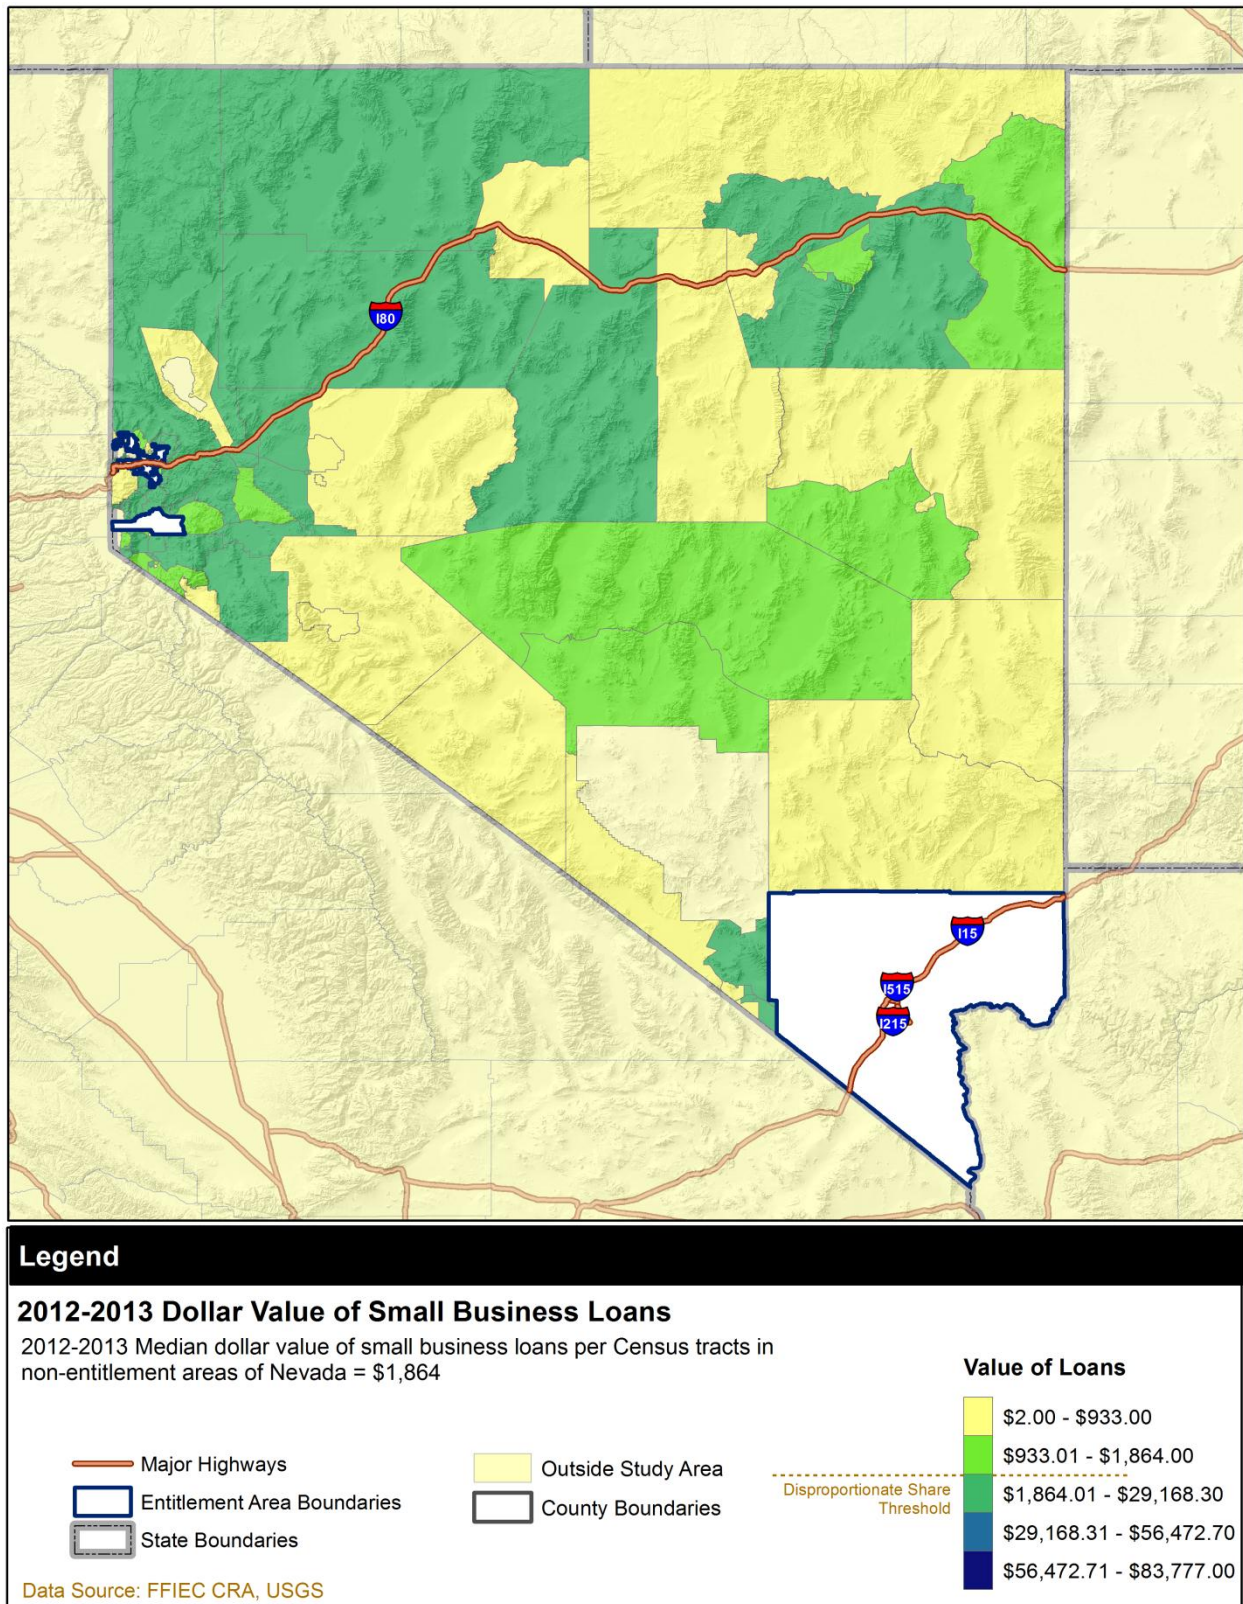 I80
I15
I515
I215
Legend
2012-2013 Dollar Value of Small Business Loans
2012-2013 Median dollar value of small business loans per Census tracts in
non-entitlement areas of Nevada = $1,864
Value of Loans
$2.00 - $933.00
$933.01 - $1,864.00
Disproportionate Share
Threshold
$1,864.01 - $29,168.30
$29,168.31 - $56,472.70
$56,472.71 - $83,777.00
Major Highways
Entitlement Area Boundaries
State Boundaries
Outside Study Area
County Boundaries
Data Source: FFIEC CRA, USGS